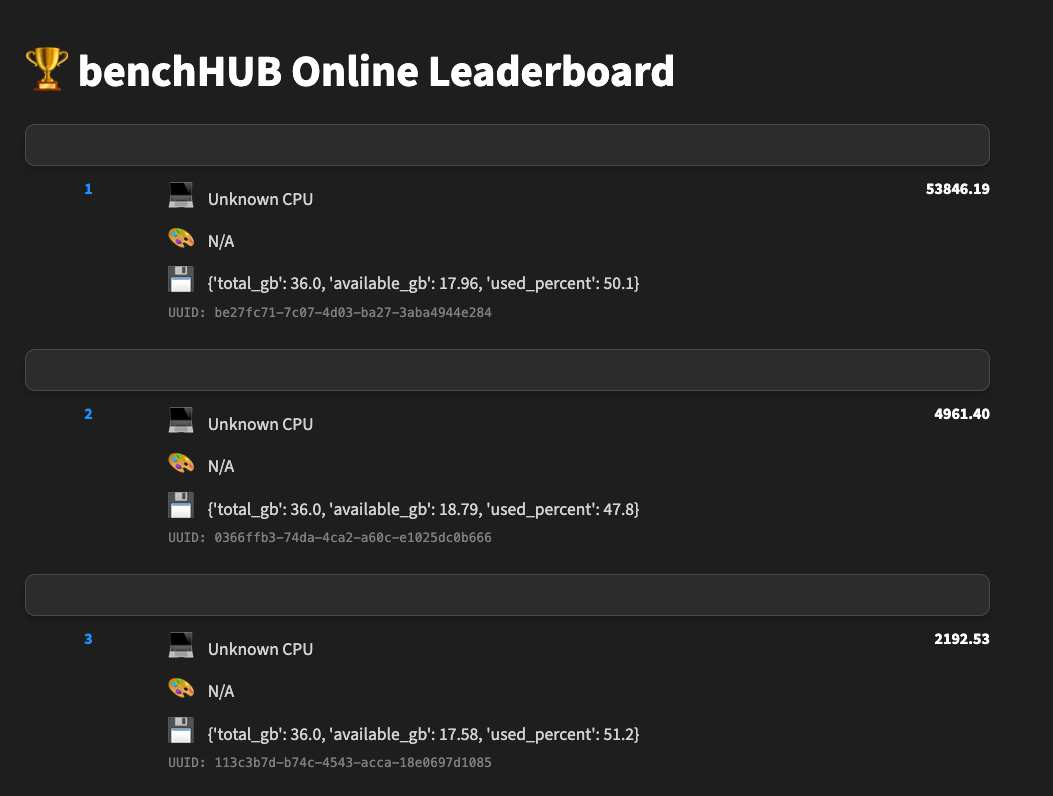 🏆 benchHUB Online Leaderboard
1
💻 Unknown CPU
53846.19
🎨 N/A
💾 {'total_gb': 36.0, 'available_gb': 17.96, 'used_percent': 50.1}
UUID: be27fc71-7c07-4d03-ba27-3aba4944e284
2
💻 Unknown CPU
4961.40
🎨 N/A
💾 {'total_gb': 36.0, 'available_gb': 18.79, 'used_percent': 47.8}
UUID: 0366ffb3-74da-4ca2-a60c-e1025dc0b666
3
💻 Unknown CPU
2192.53
🎨 N/A
💾 {'total_gb': 36.0, 'available_gb': 17.58, 'used_percent': 51.2}
UUID: 113c3b7d-b74c-4543-acca-18e0697d1085